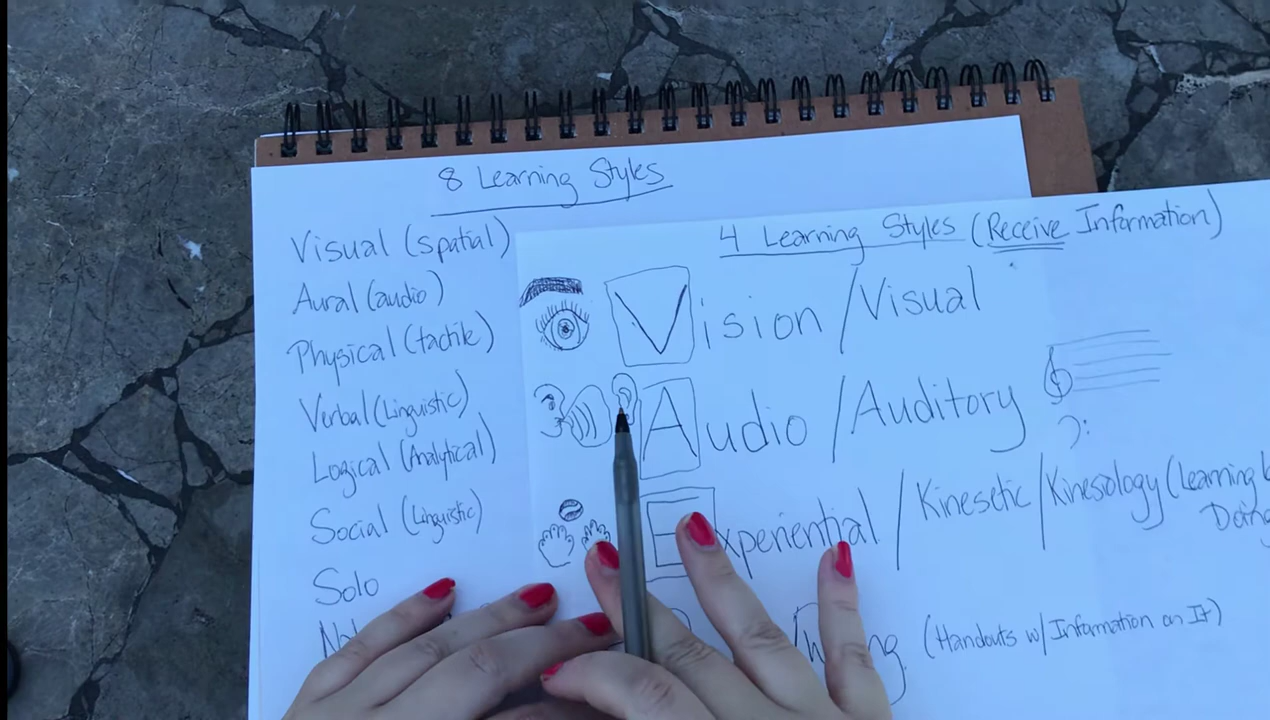 8 Learning Styles
Visual (spatial)
Aural (audio)
Physical (tactile)
Verbal (Linguistic)
Logical (Analytical)
Social (Linguistic)
Solo
4 Learning Styles (Receive Information)
Vision / Visual
Audio / Auditory
Experiential / Kinesetic / Kinesology (Learning
Doing
(Handouts w/ Information on It)